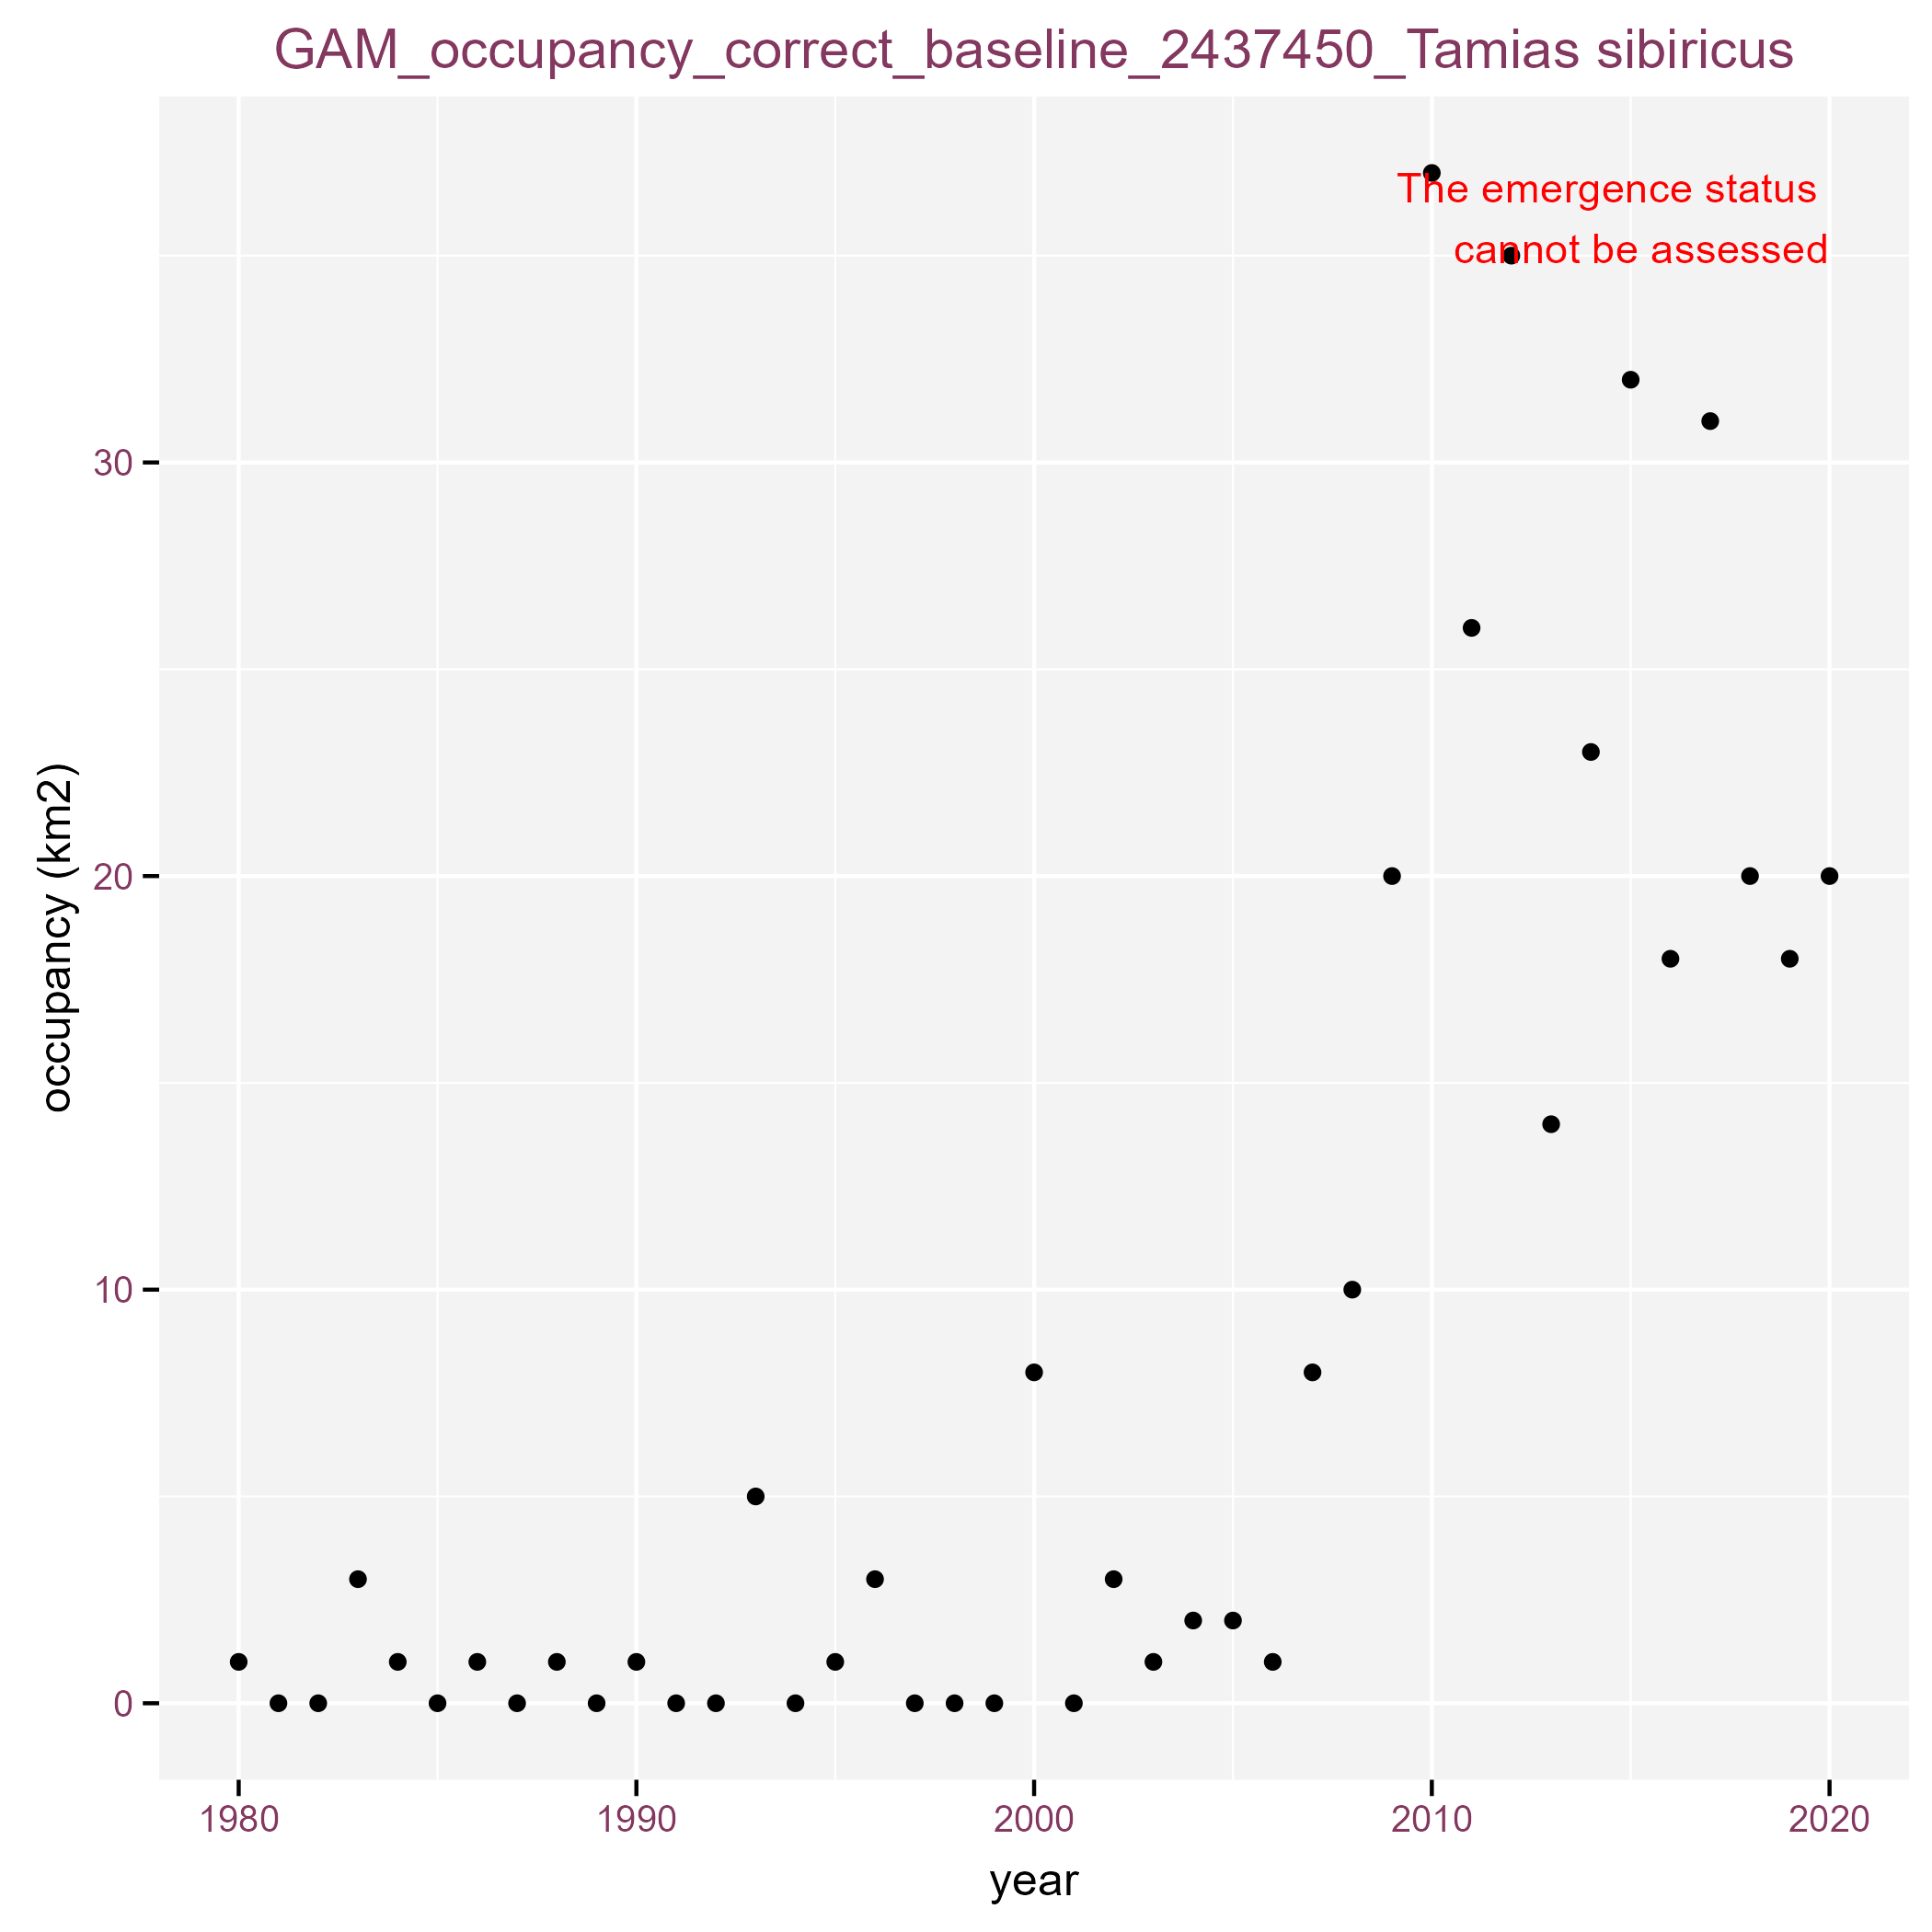 GAM_occupancy_correct_baseline_2437450_Tamias sibiricus
The emergence status
cannot be assessed
occupancy (km2)
30
20
10
0
1980 1990 2000 2010 2020
year